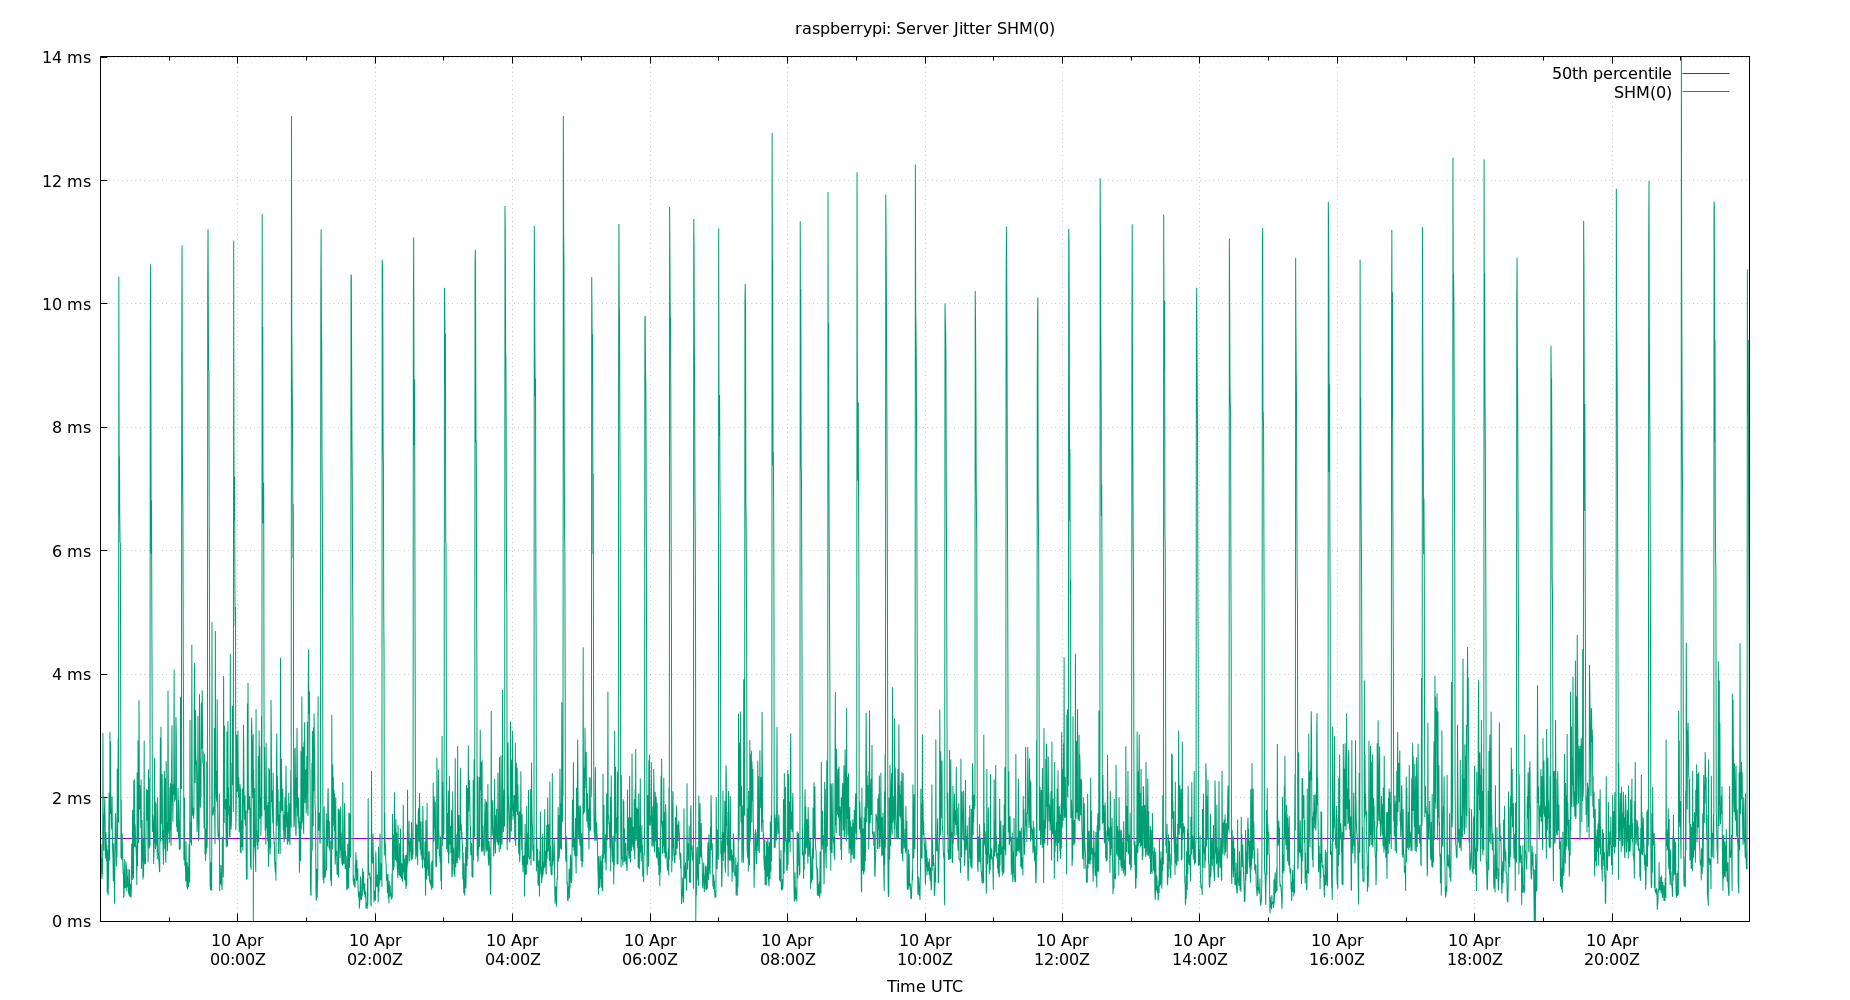 raspberrypi: Server Jitter SHM(0)
50th percentile
SHM(0)
14 ms
12 ms
10 ms
8 ms
6 ms
4 ms
2 ms
0 ms
10 Apr 10 Apr 10 Apr 10 Apr 10 Apr 10 Apr 10 Apr 10 Apr 10 Apr 10 Apr 10 Apr
00:00Z 02:00Z 04:00Z 06:00Z 08:00Z 10:00Z 12:00Z 14:00Z 16:00Z 18:00Z 20:00Z
Time UTC